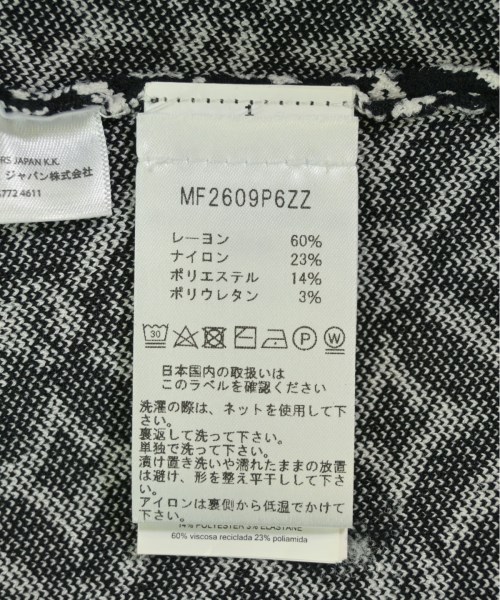 RS JAPAN K.K.
ジャパン株式会社
772 4611
1
MF2609P6ZZ
レーヨン 60%
ナイロン 23%
ポリエステル 14%
ポリウレタン 3%
30 P W
日本国内の取扱いは
このラベルを確認ください
洗濯の際は、ネットを使用して下
さい。
裏返して洗って下さい。
単独で洗って下さい。
漬け置き洗いや濡れたままの放置
は避け、形を整え平干しして下さ
い。
アイロンは裏側から低温でかけて
下さい。
14% POLYESTER 3% ELASTANE
60% viscosa reciclada 23% poliamida